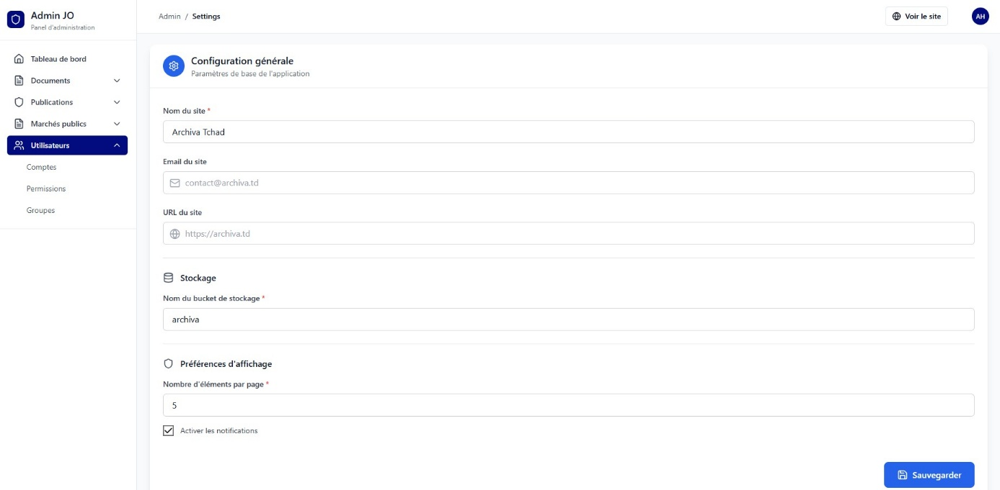 Admin JO
Panel d'administration
Admin / Settings
Voir le site
AH
Tableau de bord
Documents
Publications
Marchés publics
Utilisateurs
Comptes
Permissions
Groupes
Configuration générale
Paramètres de base de l'application
Nom du site *
Archiva Tchad
Email du site
contact@archiva.td
URL du site
https://archiva.td
Stockage
Nom du bucket de stockage *
archiva
Préférences d'affichage
Nombre d'éléments par page *
5
Activer les notifications
Sauvegarder